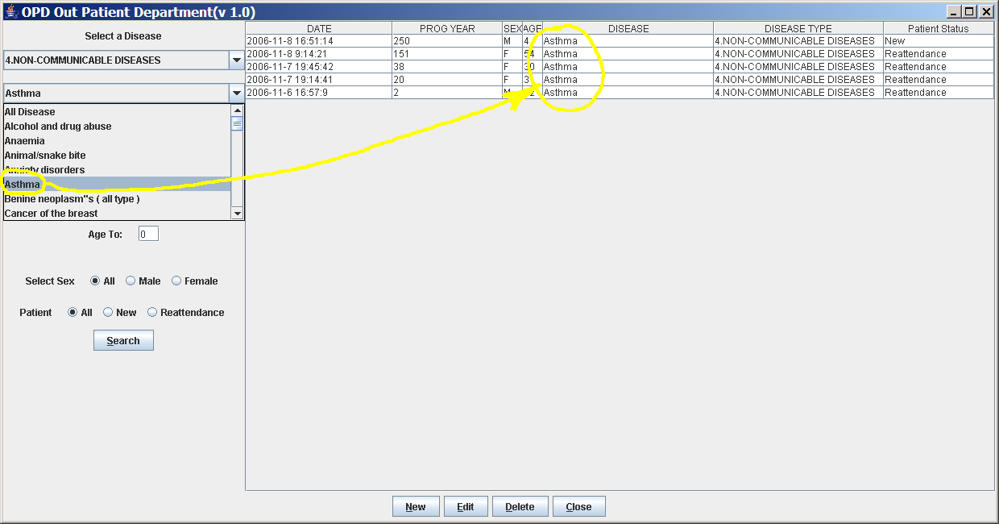 OPD Out Patient Department(v 1.0)
Select a Disease
4.NON-COMMUNICABLE DISEASES
Asthma
All Disease
Alcohol and drug abuse
Anaemia
Animal/snake bite
Anxiety disorders
Asthma
Benine neoplasm"s ( all type )
Cancer of the breast
Age To: 0
Select Sex All Male Female
Patient All New Reattendance
Search
DATE PROG YEAR SEX AGE DISEASE DISEASE TYPE Patient Status
2006-11-8 16:51:14 250 M 4 Asthma 4.NON-COMMUNICABLE DISEASES New
2006-11-8 9:14:21 151 F 54 Asthma 4.NON-COMMUNICABLE DISEASES Reattendance
2006-11-7 19:45:42 38 F 30 Asthma 4.NON-COMMUNICABLE DISEASES Reattendance
2006-11-7 19:14:41 20 F Asthma 4.NON-COMMUNICABLE DISEASES Reattendance
2006-11-6 16:57:9 2 M Asthma 4.NON-COMMUNICABLE DISEASES Reattendance
New Edit Delete Close